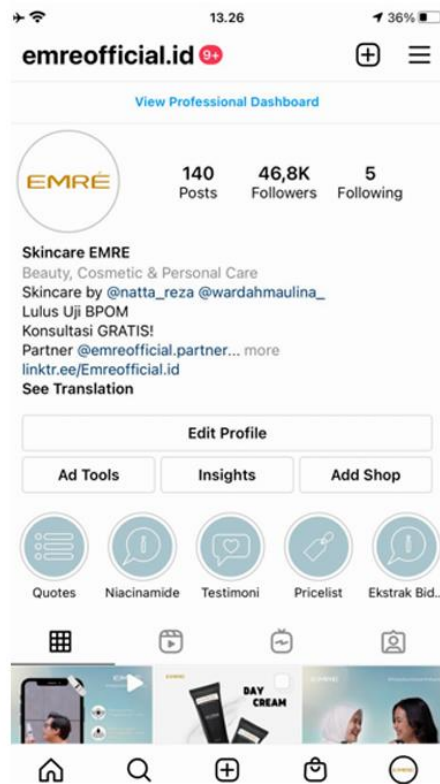 13.26
36%
emreofficial.id 9+
View Professional Dashboard
EMRÉ
140 46,8K 5
Posts Followers Following
Skincare EMRE
Beauty, Cosmetic & Personal Care
Skincare by @natta_reza @wardahmaulina_
Lulus Uji BPOM
Konsultasi GRATIS!
Partner @emreofficial.partner... more
linktr.ee/Emreofficial.id
See Translation
Edit Profile
Ad Tools Insights Add Shop
Quotes Niacinamide Testimoni Pricelist Ekstrak Bid..
DAY
CREAM